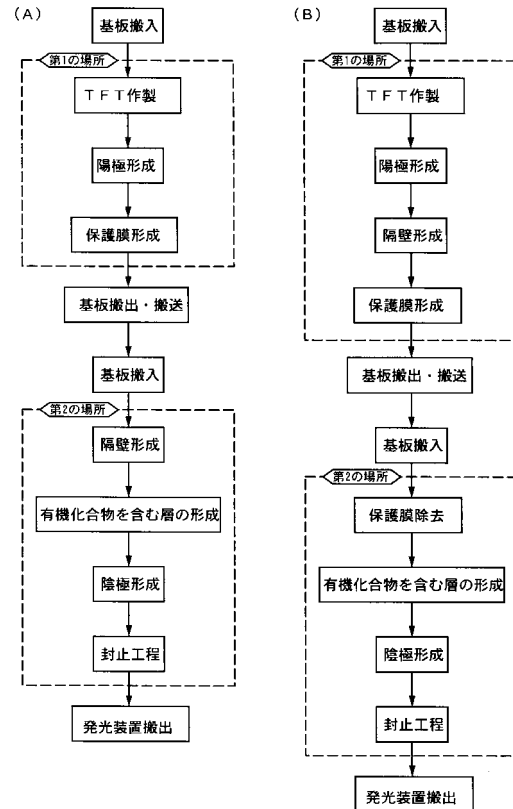 (A)
基板搬入
第1の場所
TFT作製
陽極形成
保護膜形成
基板搬出・搬送
基板搬入
第2の場所
隔壁形成
有機化合物を含む層の形成
陰極形成
封止工程
発光装置搬出
(B)
基板搬入
第1の場所
TFT作製
陽極形成
隔壁形成
保護膜形成
基板搬出・搬送
基板搬入
第2の場所
保護膜除去
有機化合物を含む層の形成
陰極形成
封止工程
発光装置搬出